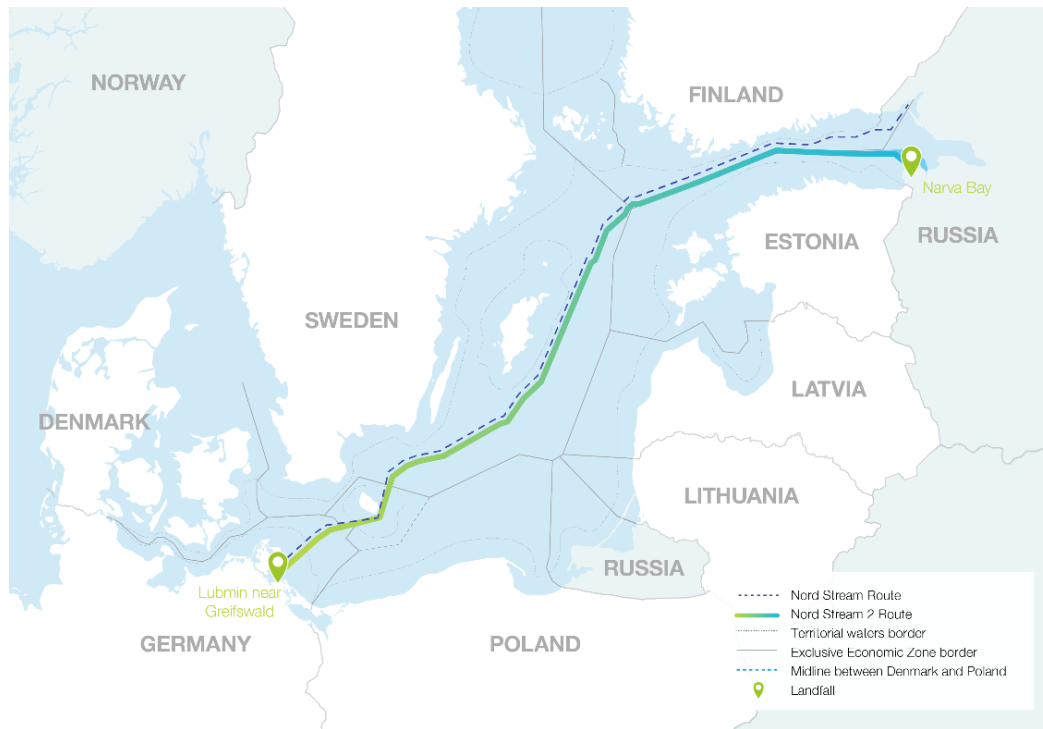 NORWAY
FINLAND
Narva Bay
ESTONIA
RUSSIA
SWEDEN
LATVIA
DENMARK
LITHUANIA
RUSSIA
Lubmin near
Greifswald
GERMANY
POLAND
Nord Stream Route
Nord Stream 2 Route
Territorial waters border
Exclusive Economic Zone border
Midline between Denmark and Poland
Landfall